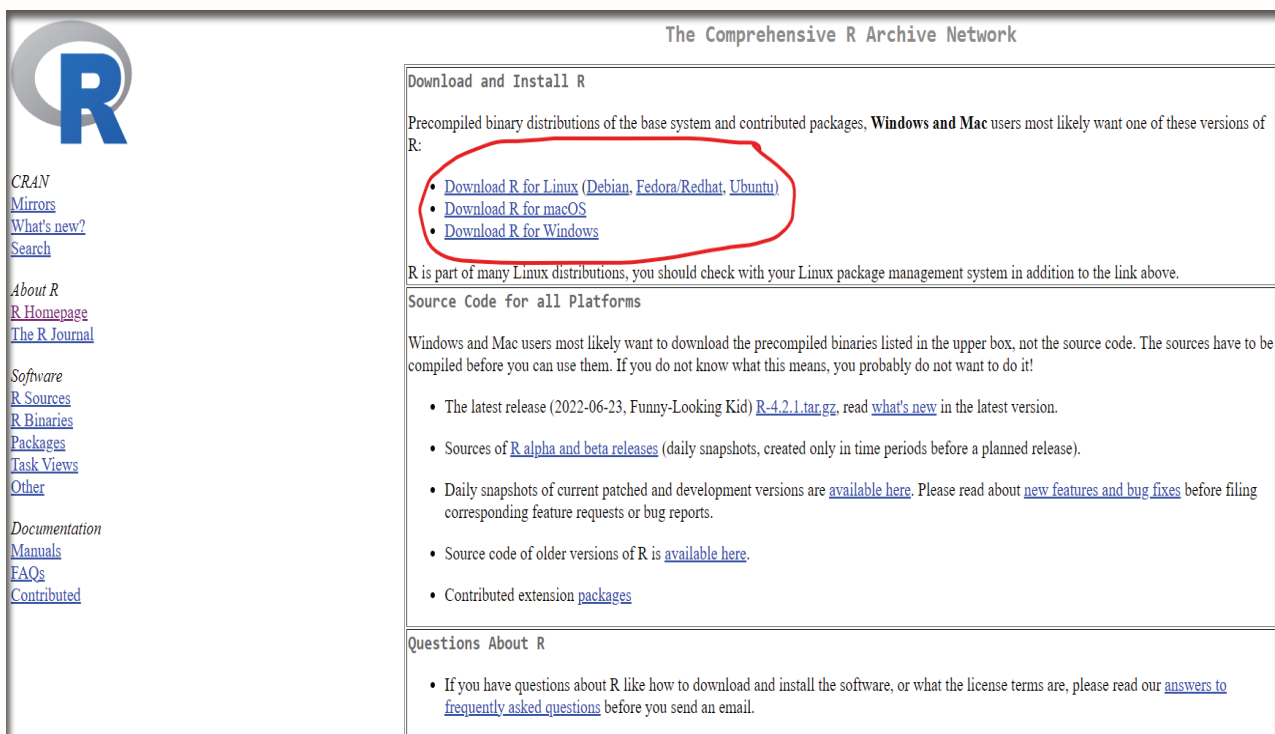 The Comprehensive R Archive Network
R
CRAN
Mirrors
What's new?
Search
About R
R Homepage
The R Journal
Software
R Sources
R Binaries
Packages
Task Views
Other
Documentation
Manuals
FAQs
Contributed
Download and Install R
Precompiled binary distributions of the base system and contributed packages, Windows and Mac users most likely want one of these versions of
R:
• Download R for Linux (Debian, Fedora/Redhat, Ubuntu)
• Download R for macOS
• Download R for Windows
R is part of many Linux distributions, you should check with your Linux package management system in addition to the link above.
Source Code for all Platforms
Windows and Mac users most likely want to download the precompiled binaries listed in the upper box, not the source code. The sources have to be
compiled before you can use them. If you do not know what this means, you probably do not want to do it!
• The latest release (2022-06-23, Funny-Looking Kid) R-4.2.1.tar.gz, read what's new in the latest version.
• Sources of R alpha and beta releases (daily snapshots, created only in time periods before a planned release).
• Daily snapshots of current patched and development versions are available here. Please read about new features and bug fixes before filing
corresponding feature requests or bug reports.
• Source code of older versions of R is available here.
• Contributed extension packages
Questions About R
• If you have questions about R like how to download and install the software, or what the license terms are, please read our answers to
frequently asked questions before you send an email.